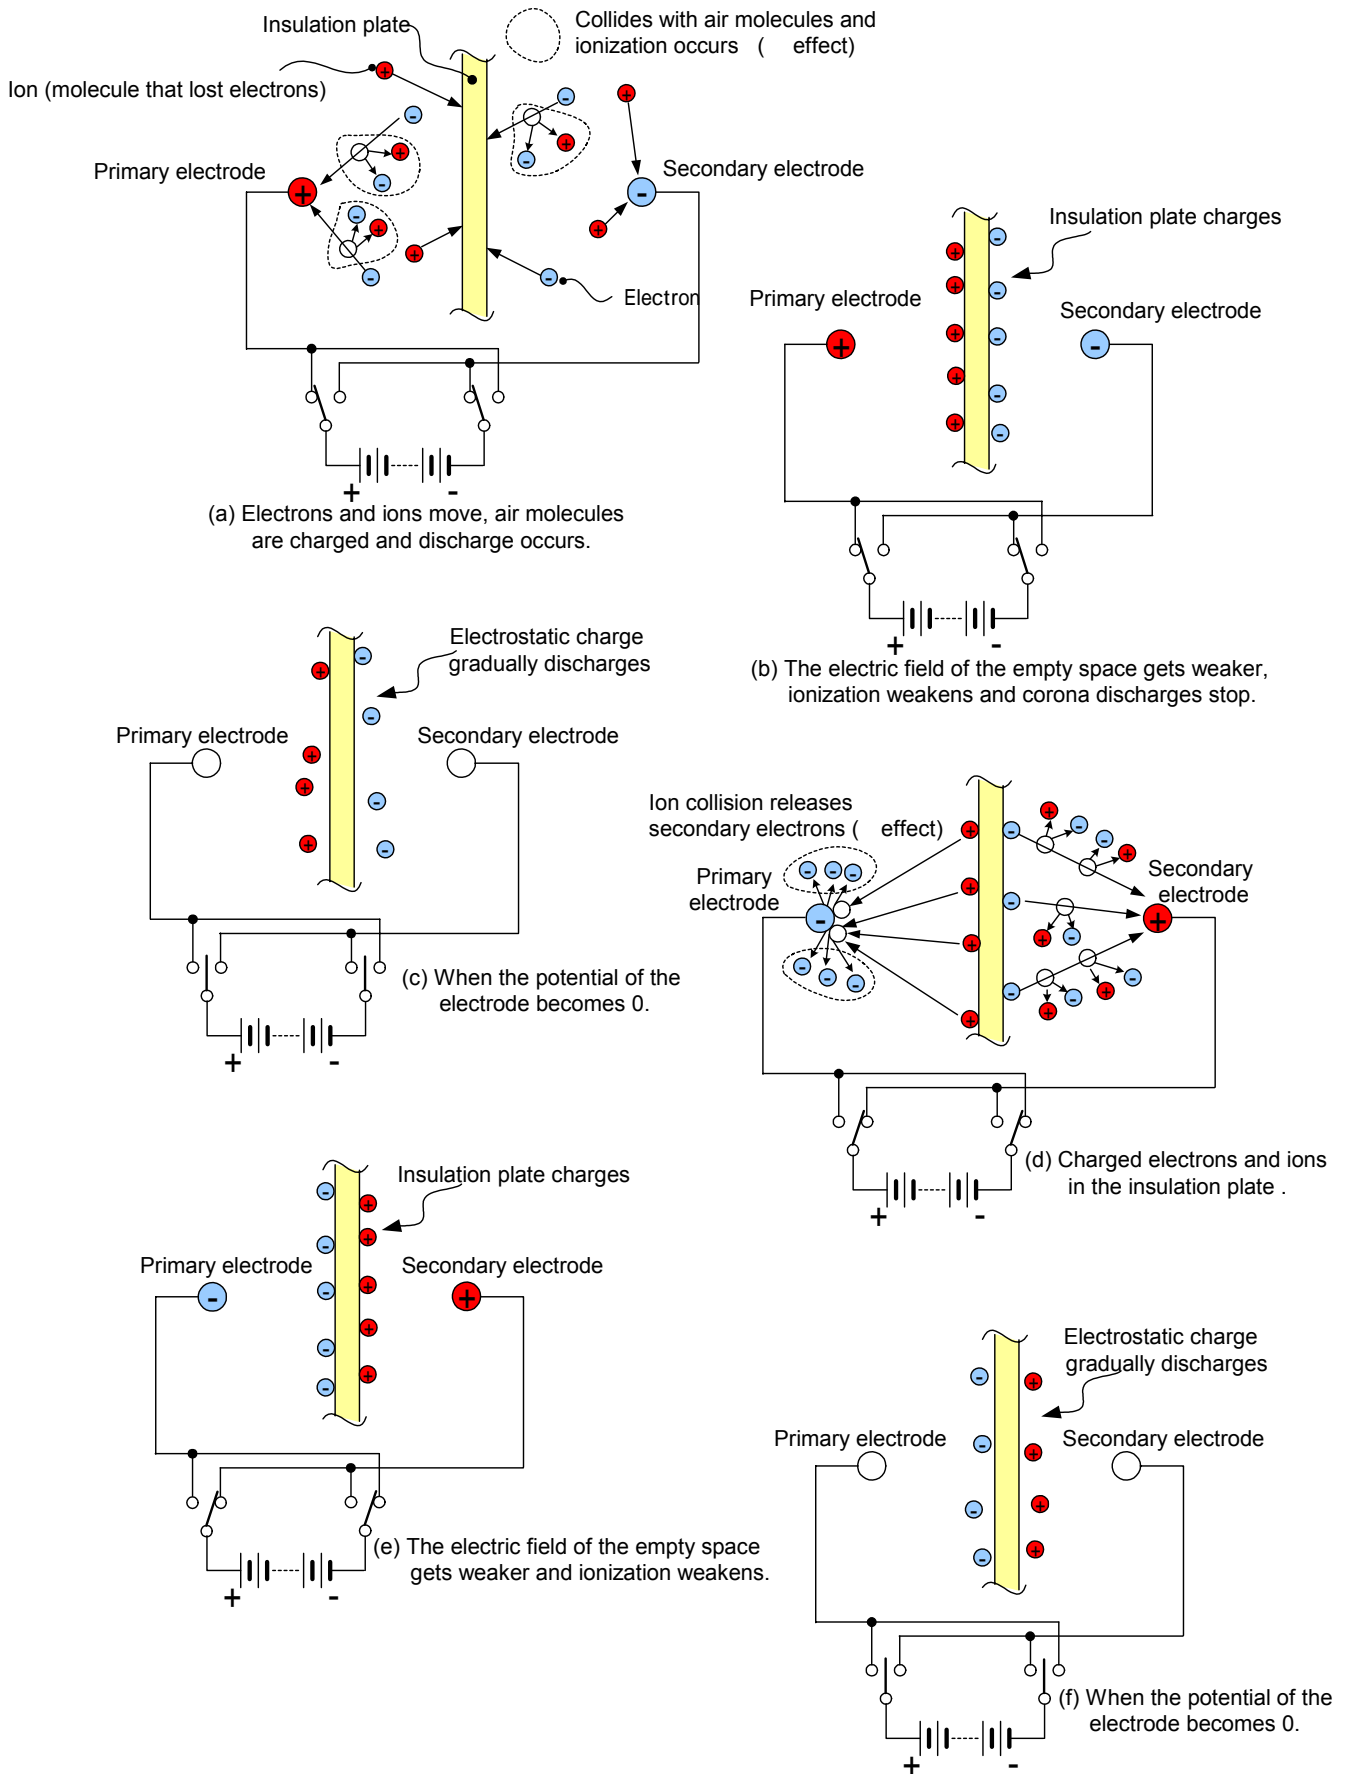 Insulation plate
Collides with air molecules and
ionization occurs ( effect)
Ion (molecule that lost electrons)
Primary electrode
Secondary electrode
Electron
+ -
(a) Electrons and ions move, air molecules
are charged and discharge occurs.
Insulation plate charges
Primary electrode
Secondary electrode
+ -
(b) The electric field of the empty space gets weaker,
ionization weakens and corona discharges stop.
Electrostatic charge
gradually discharges
Primary electrode
Secondary electrode
+ -
(c) When the potential of the
electrode becomes 0.
Ion collision releases
secondary electrons ( effect)
Primary
electrode
Secondary
electrode
+ -
(d) Charged electrons and ions
in the insulation plate .
Insulation plate charges
Primary electrode
Secondary electrode
+ -
(e) The electric field of the empty space
gets weaker and ionization weakens.
Electrostatic charge
gradually discharges
Primary electrode
Secondary electrode
+ -
(f) When the potential of the
electrode becomes 0.